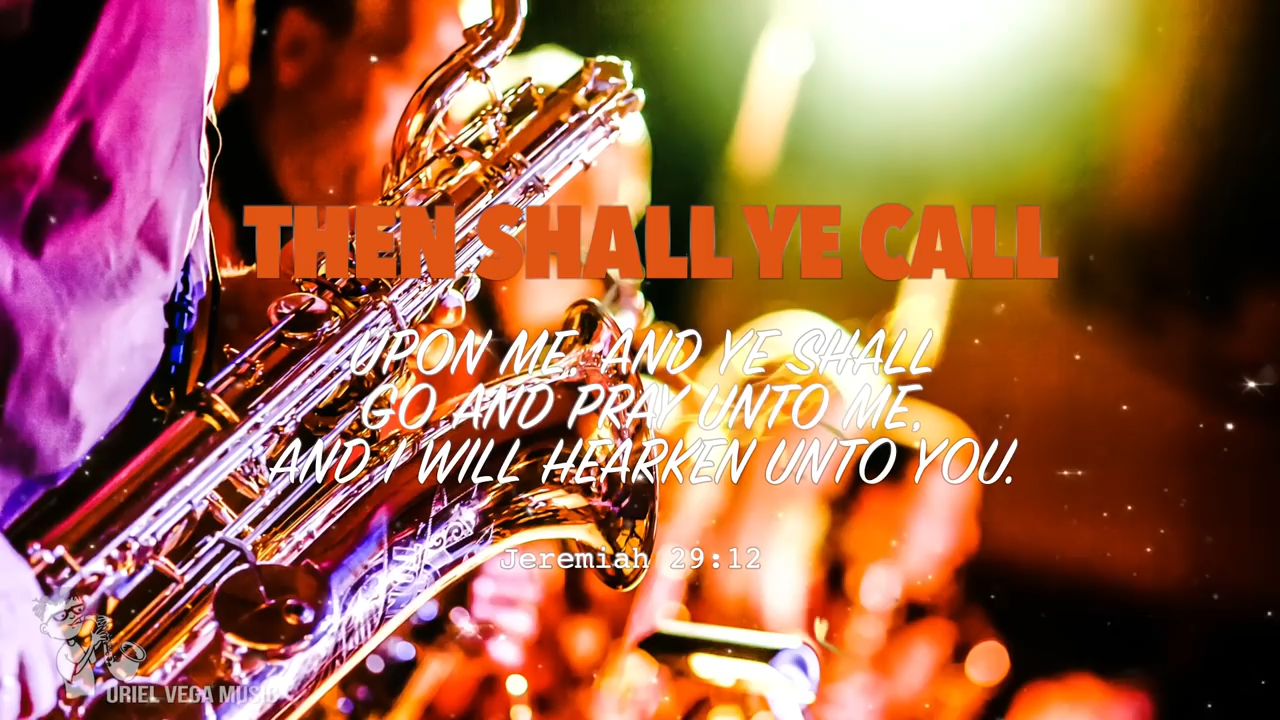 THEN SHALL YE CALL
UPON ME, AND YE SHALL
GO AND PRAY UNTO ME,
AND I WILL HEARKEN UNTO YOU.
Jeremiah 29:12
ORIEL VEGA MUSIC